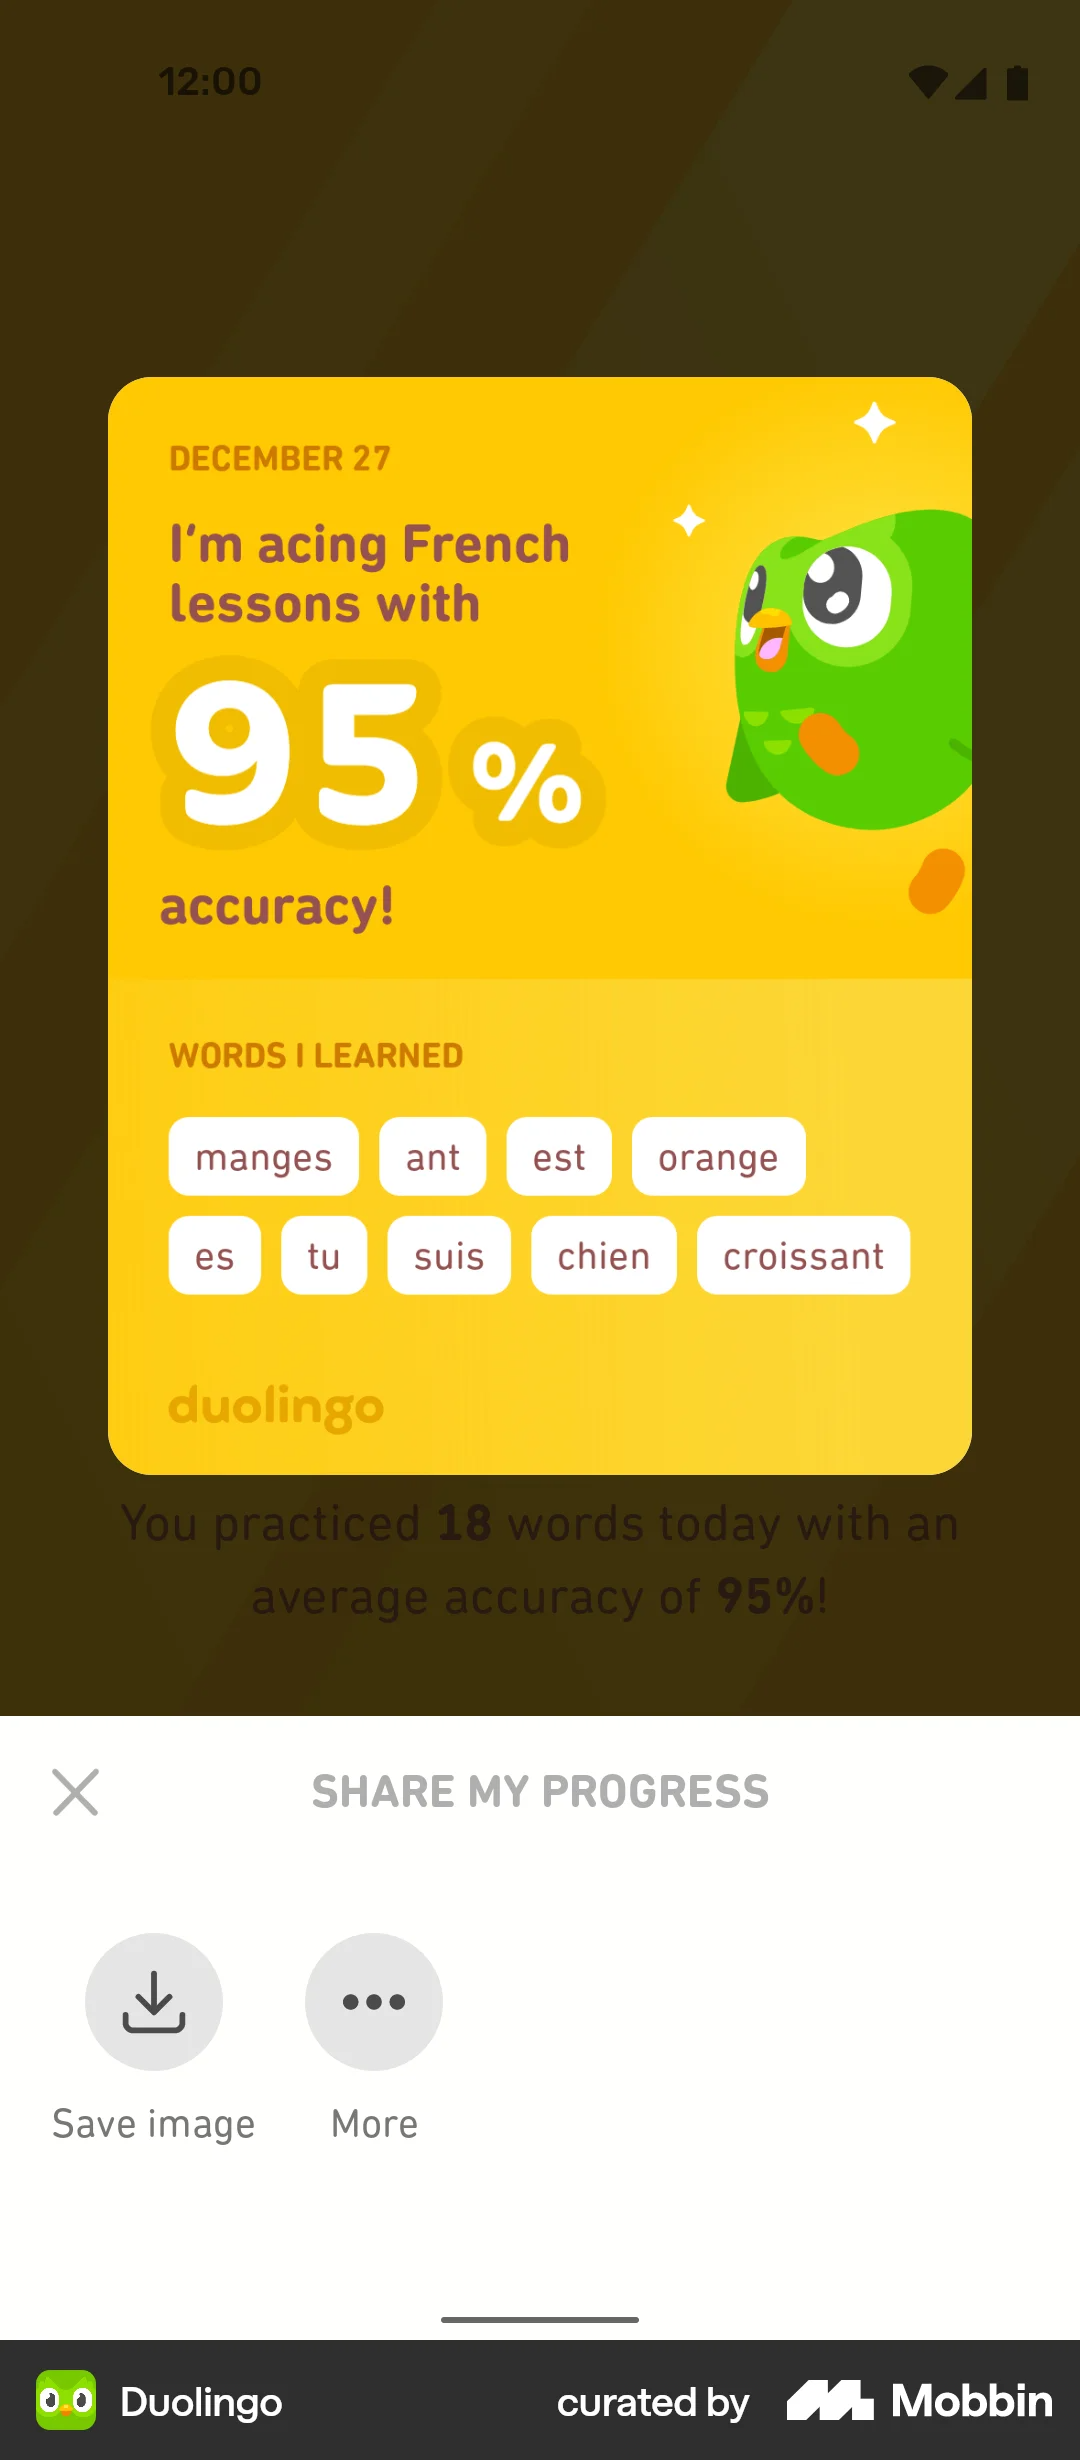 12:00
DECEMBER 27
I'm acing French
lessons with
95%
accuracy!
WORDS I LEARNED
manges ant est orange
es tu suis chien croissant
duolingo
You practiced 18 words today with an
average accuracy of 95%!
SHARE MY PROGRESS
Save image More
Duolingo curated by Mobbin